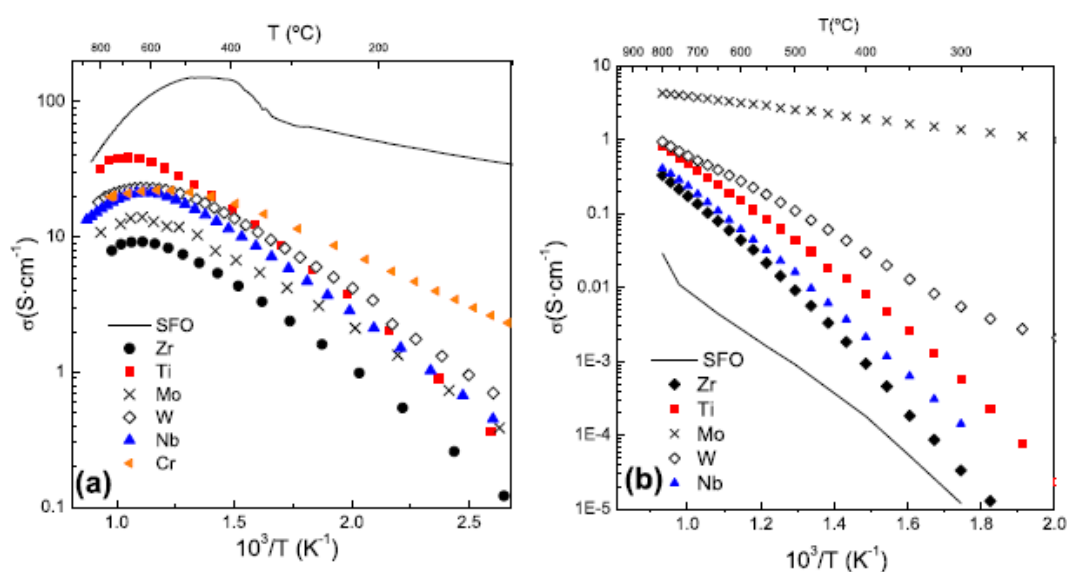 T (ºC)
800 600 400 200
100
10
1
0.1
σ(S·cm⁻¹)
SFO
Zr
Ti
Mo
W
Nb
Cr
(a)
1.0 1.5 2.0 2.5
10³/T (K⁻¹)
T(ºC)
900 800 700 600 500 400 300
10
1
0.1
0.01
1E-3
1E-4
1E-5
σ(S·cm⁻¹)
SFO
Zr
Ti
Mo
W
Nb
(b)
1.0 1.2 1.4 1.6 1.8 2.0
10³/T (K⁻¹)